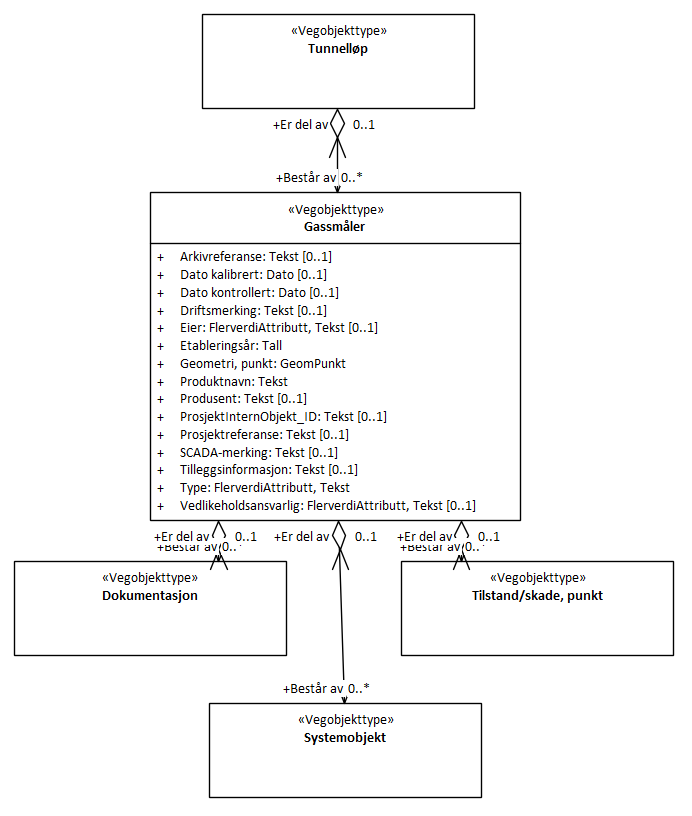 «Vegobjekttype»
Tunnelløp
+Er del av 0..1
+Består av 0..*
«Vegobjekttype»
Gassmåler
+ Arkivreferanse: Tekst [0..1]
+ Dato kalibrert: Dato [0..1]
+ Dato kontrollert: Dato [0..1]
+ Driftsmerking: Tekst [0..1]
+ Eier: FlerverdiAttributt, Tekst [0..1]
+ Etableringsår: Tall
+ Geometri, punkt: GeomPunkt
+ Produktnavn: Tekst
+ Produsent: Tekst [0..1]
+ ProsjektInternObjekt_ID: Tekst [0..1]
+ Prosjektreferanse: Tekst [0..1]
+ SCADA-merking: Tekst [0..1]
+ Tilleggsinformasjon: Tekst [0..1]
+ Type: FlerverdiAttributt, Tekst
+ Vedlikeholdsansvarlig: FlerverdiAttributt, Tekst [0..1]
+Er del av 0..1 +Er del av 0..1 +Er del av 0..1
+Består av 0..* +Består av 0..*
«Vegobjekttype»
Dokumentasjon
«Vegobjekttype»
Tilstand/skade, punkt
+Består av 0..*
«Vegobjekttype»
Systemobjekt